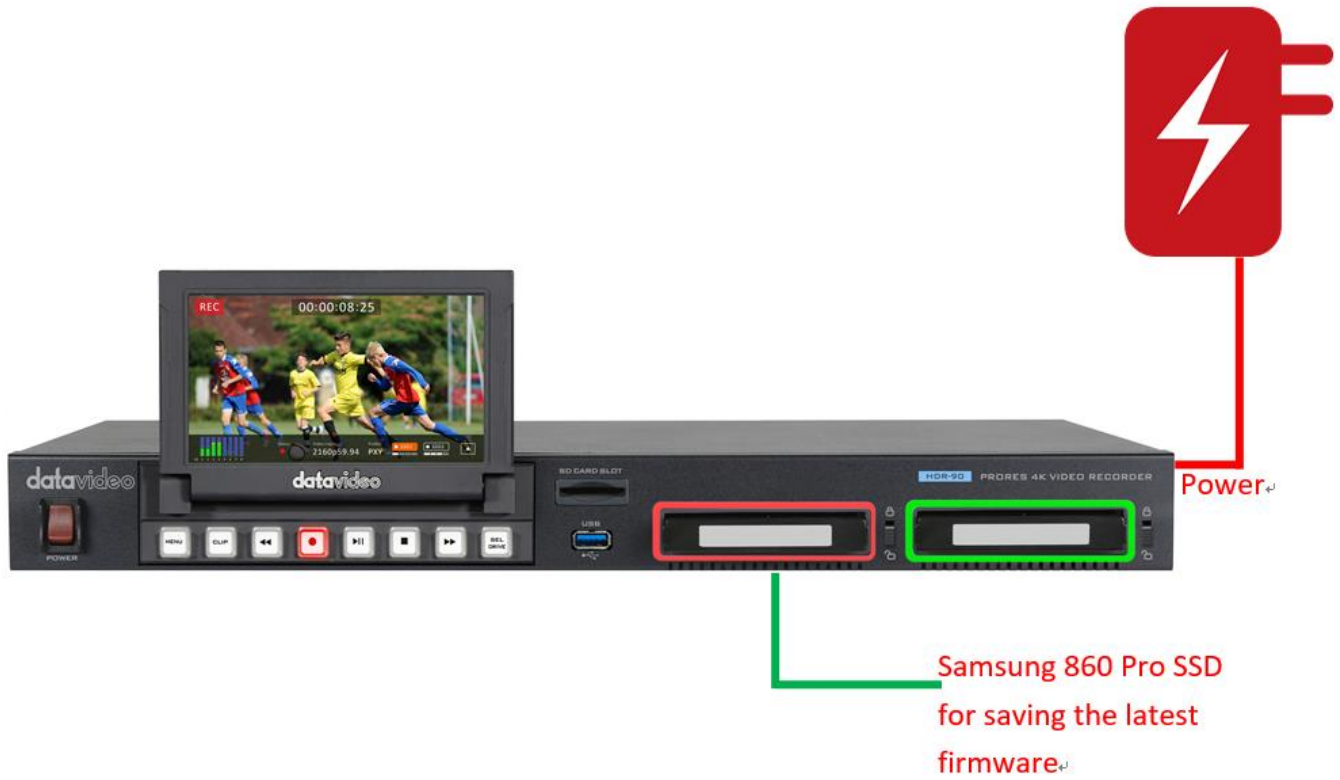 REC
00:00:08:25
2160p59.94 PXY
datavideo
datavideo
SD CARD SLOT
HDR-90 PRORES 4K VIDEO RECORDER
Power
USB
MENU
CLIP
SEL
DRIVE
POWER
Samsung 860 Pro SSD
for saving the latest
firmware